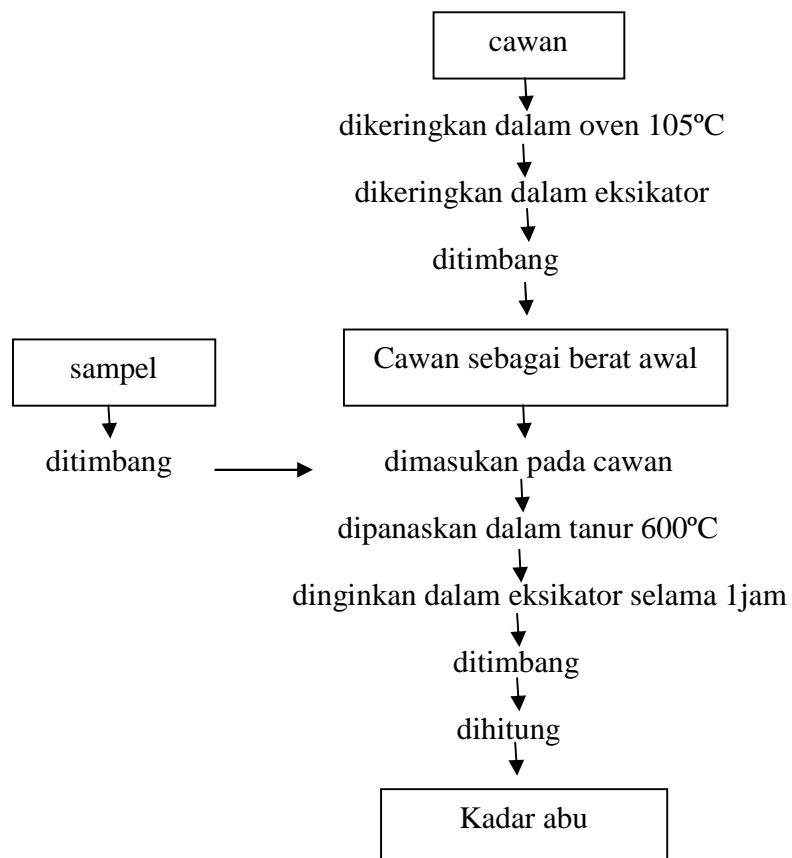 cawan
dikeringkan dalam oven 105ºC
dikeringkan dalam eksikator
ditimbang
sampel
Cawan sebagai berat awal
ditimbang
dimasukan pada cawan
dipanaskan dalam tanur 600ºC
dinginkan dalam eksikator selama 1jam
ditimbang
dihitung
Kadar abu